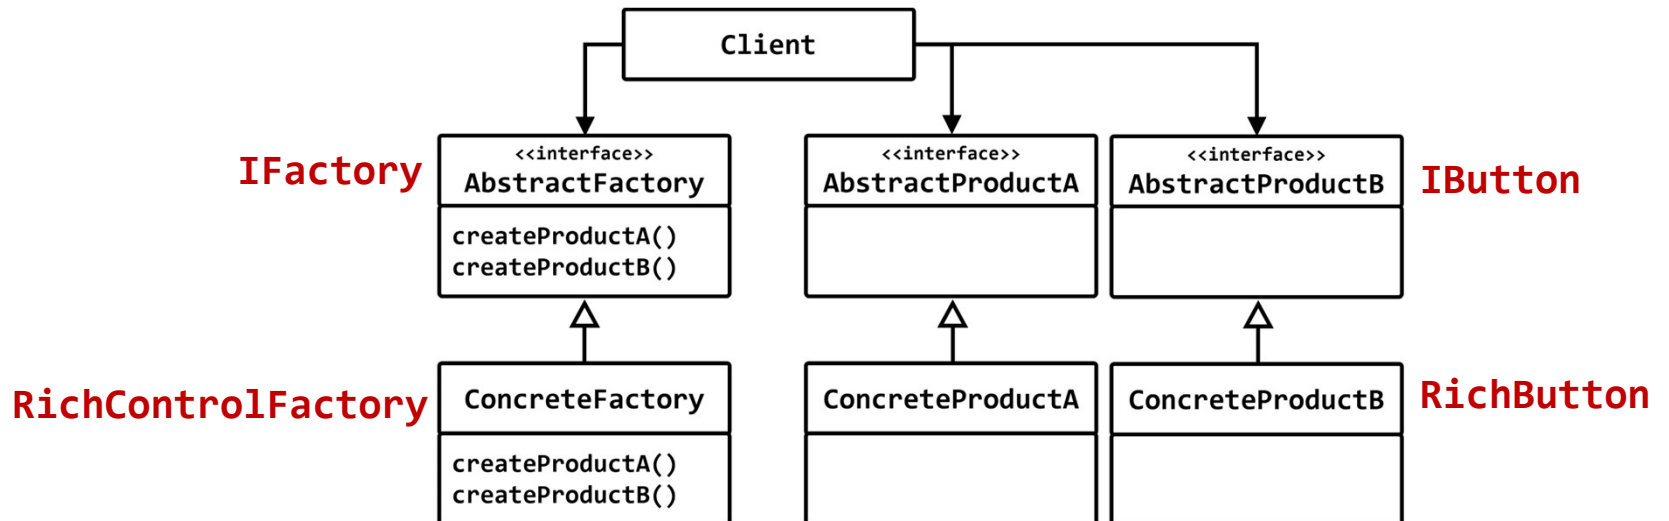 Client
IFactory
<<interface>>
AbstractFactory
createProductA()
createProductB()
<<interface>>
AbstractProductA
<<interface>>
AbstractProductB
IButton
RichControlFactory
ConcreteFactory
createProductA()
createProductB()
ConcreteProductA
ConcreteProductB
RichButton